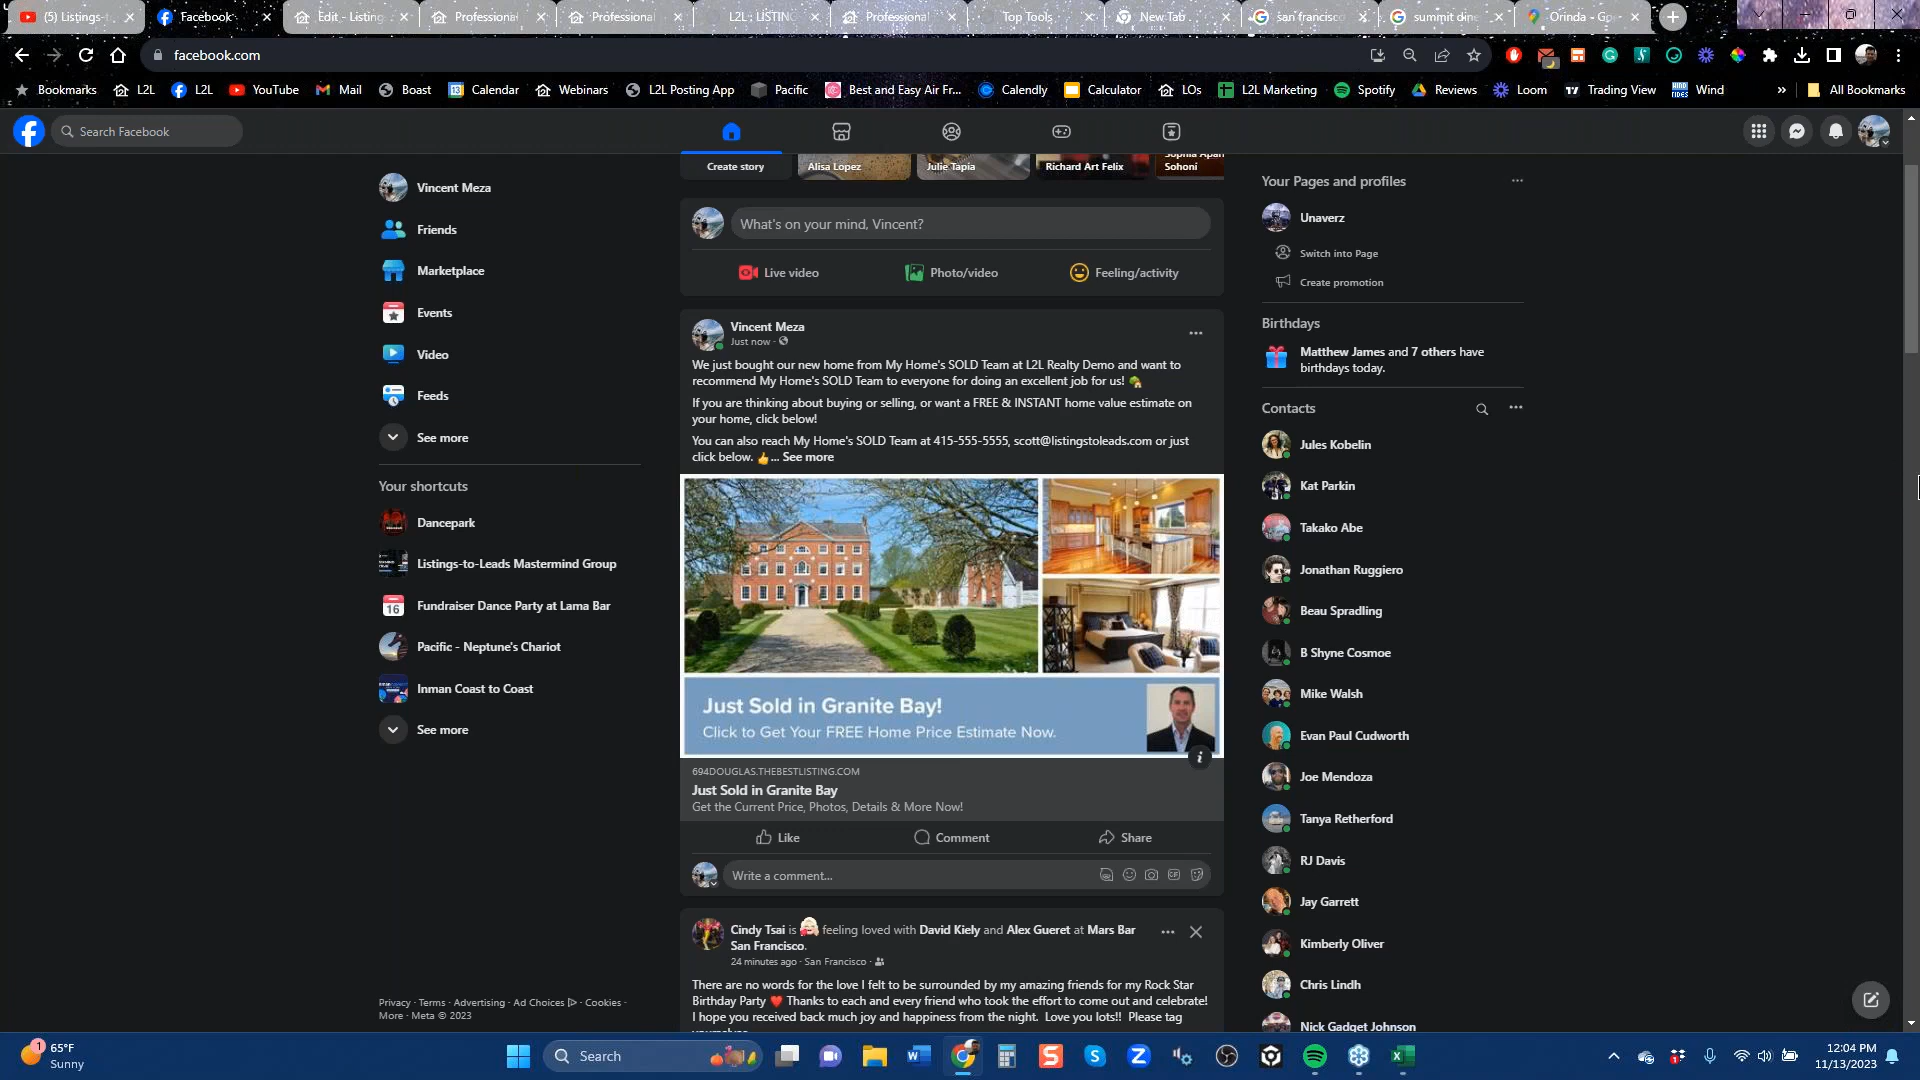 (5) Listings-t
Facebook
Edit - Listing
Professional
Professional
L2L : LISTING
Professional
Top Tools
New Tab
san francisco
summit dine
Orinda - Goo
facebook.com
Bookmarks
L2L
L2L
YouTube
Mail
Boast
Calendar
Webinars
L2L Posting App
Pacific
Best and Easy Air Fr...
Calendly
Calculator
LOs
L2L Marketing
Spotify
Reviews
Loom
Trading View
Wind
»
All Bookmarks
Search Facebook
Vincent Meza
Friends
Marketplace
Events
Video
Feeds
See more
Your shortcuts
Dancepark
Listings-to-Leads Mastermind Group
16
Fundraiser Dance Party at Lama Bar
Pacific - Neptune's Chariot
Inman Coast to Coast
See more
Privacy · Terms · Advertising · Ad Choices · Cookies ·
More · Meta © 2023
Create story
Alisa Lopez
Julie Tapia
Richard Art Felix
Sohoni
What's on your mind, Vincent?
Live video
Photo/video
Feeling/activity
Vincent Meza
Just now ·
We just bought our new home from My Home's SOLD Team at L2L Realty Demo and want to
recommend My Home's SOLD Team to everyone for doing an excellent job for us! 🏡
If you are thinking about buying or selling, or want a FREE & INSTANT home value estimate on
your home, click below!
You can also reach My Home's SOLD Team at 415-555-5555, scott@listingstoleads.com or just
click below. 👍... See more
Just Sold in Granite Bay!
Click to Get Your FREE Home Price Estimate Now.
694DOUGLAS.THEBESTLISTING.COM
Just Sold in Granite Bay
Get the Current Price, Photos, Details & More Now!
Like
Comment
Share
Write a comment...
Cindy Tsai is 🥰 feeling loved with David Kiely and Alex Gueret at Mars Bar
San Francisco.
24 minutes ago · San Francisco ·
There are no words for the love I felt to be surrounded by my amazing friends for my Rock Star
Birthday Party ❤️ Thanks to each and every friend who took the effort to come out and celebrate!
I hope you received back much joy and happiness from the night. Love you lots!! Please tag
Your Pages and profiles
Unaverz
Switch into Page
Create promotion
Birthdays
Matthew James and 7 others have
birthdays today.
Contacts
Jules Kobelin
Kat Parkin
Takako Abe
Jonathan Ruggiero
Beau Spradling
B Shyne Cosmoe
Mike Walsh
Evan Paul Cudworth
Joe Mendoza
Tanya Retherford
RJ Davis
Jay Garrett
Kimberly Oliver
Chris Lindh
Nick Gadget Johnson
1
65°F
Sunny
Search
12:04 PM
11/13/2023